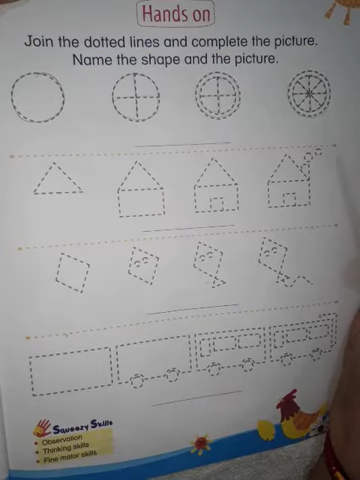 Hands on
Join the dotted lines and complete the picture.
Name the shape and the picture.
Squeezy Skills
• Observation
• Thinking skills
• Fine motor skills